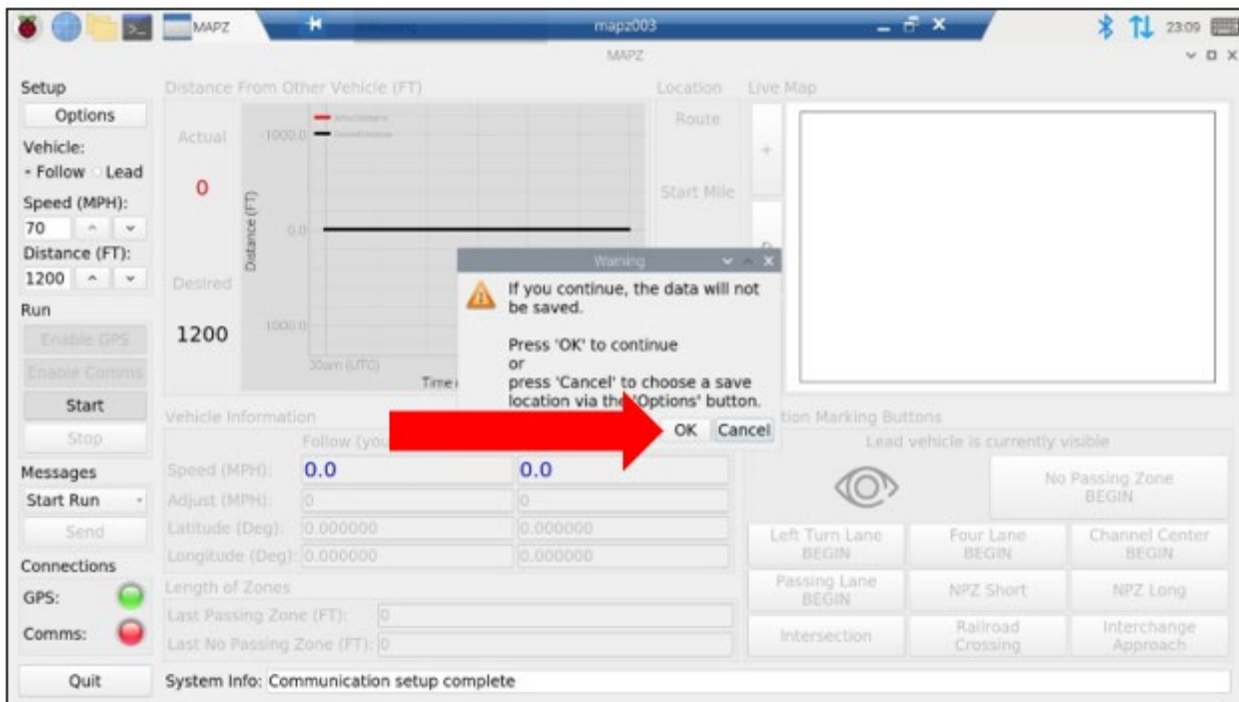 MAPZ
mapz003
23:09
MAPZ
Setup
Options
Vehicle:
Follow Lead
Speed (MPH):
70
Distance (FT):
1200
Run
Enable GPS
Enable Comms
Start
Stop
Messages
Start Run
Send
Connections
GPS:
Comms:
Quit
Distance From Other Vehicle (FT)
Actual
0
Desired
1200
Distance (FT)
-1000.0
0.0
1000.0
00am (UTC)
Time
Location
Route
Start Mile
Live Map
+
Warning
If you continue, the data will not
be saved.
Press 'OK' to continue
or
press 'Cancel' to choose a save
location via the 'Options' button.
OK Cancel
Vehicle Information
Follow (you
Speed (MPH): 0.0 0.0
Adjust (MPH): 0 0
Latitude (Deg): 0.000000 0.000000
Longitude (Deg): 0.000000 0.000000
Length of Zones
Last Passing Zone (FT): 0
Last No Passing Zone (FT): 0
tion Marking Buttons
Lead vehicle is currently visible
No Passing Zone
BEGIN
Left Turn Lane
BEGIN
Four Lane
BEGIN
Channel Center
BEGIN
Passing Lane
BEGIN
NPZ Short
NPZ Long
Intersection
Railroad
Crossing
Interchange
Approach
System Info: Communication setup complete